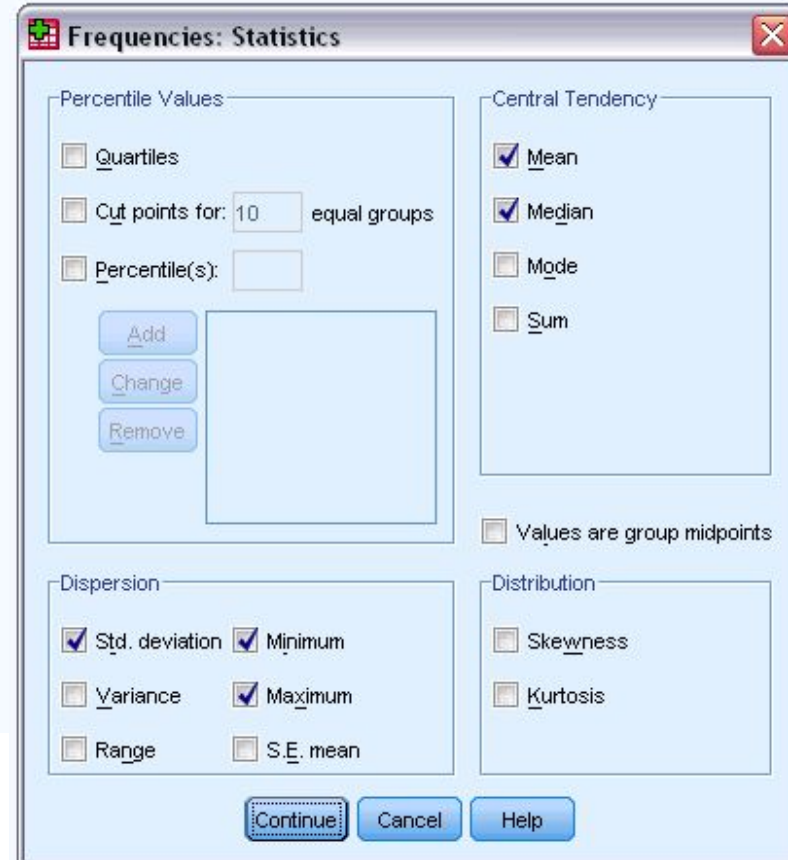 Frequencies: Statistics
Percentile Values
Quartiles
Cut points for: 10 equal groups
Percentile(s):
Add
Change
Remove
Central Tendency
Mean
Median
Mode
Sum
Values are group midpoints
Dispersion
Std. deviation Minimum
Variance Maximum
Range S.E. mean
Distribution
Skewness
Kurtosis
Continue Cancel Help